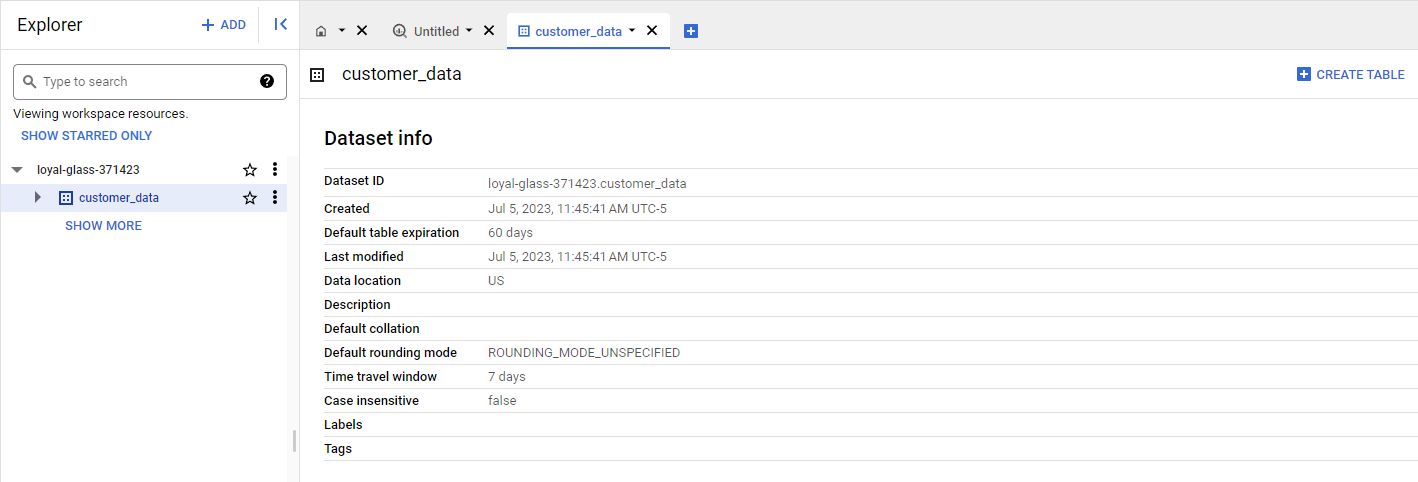 Explorer
ADD
Type to search
Viewing workspace resources.
SHOW STARRED ONLY
loyal-glass-371423
customer_data
SHOW MORE
Untitled
customer_data
customer_data
CREATE TABLE
Dataset info
Dataset ID loyal-glass-371423.customer_data
Created Jul 5, 2023, 11:45:41 AM UTC-5
Default table expiration 60 days
Last modified Jul 5, 2023, 11:45:41 AM UTC-5
Data location US
Description
Default collation
Default rounding mode ROUNDING_MODE_UNSPECIFIED
Time travel window 7 days
Case insensitive false
Labels
Tags